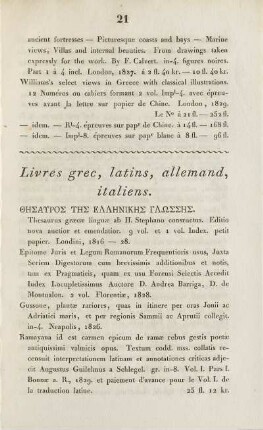 21
ancient fortresses — Picturesque coasts and bays — Marine
views, Villas and internal beauties. From drawings taken
expressly for the work. By F. Calvert. in-4. figures noires.
Part 1 à 4 incl. London, 1827. à 2 fl. 40 kr. — 10 fl. 40 kr.
Williams's select views in Greece with classical illustrations.
12 Numéros ou cahiers formant 2 vol. Impl-4. avec épreu-
ves avant la lettre sur papier de Chine. London, 1829.
Le No à 21 fl. — 252 fl.
— idem. — Rl-4. épreuves sur papr de Chine. à 14 fl. — 168 fl.
— idem. — Impl-8. épreuves sur papr blanc à 8 fl. — 96 fl.
Livres grec, latins, allemand,
italiens.
ΘΗΣΑΥΡΟΣ ΤΗΣ ΕΛΛΗΝΙΚΗΣ ΓΛΩΣΣΗΣ.
Thesaurus græcæ linguæ ab H. Stephano constructus. Editio
nova auctior et emendatior. 9 vol. et 1 vol. Index. petit
papier. Londini, 1816 — 28.
Epitome Juris et Legum Romanorum Frequentioris usus, Juxta
Seriem Digestorum cum brevissimis additionibus et notis,
tum ex Pragmaticis, quam ex usu Forensi Selectis Accedit
Index Locupletissimus Auctore D. Andrea Barriga, D. de
Montualon. 2 vol. Florentiæ, 1828.
Gussone, plantæ rariores, quas in itinere per oras Jonii ac
Adriatici maris, et per regionis Samnii ac Aprutii collegit.
in-4. Neapolis, 1826.
Ramayana id est carmen epicum de ramæ rebus gestis poetæ
antiquissimi valmicis opus. Textum codd. mss. collatis re-
censuit interpretationem latinam et annotationes criticas adje-
cit Augustus Guilelmus a Schlegel. gr. in-8. Vol. I. Pars I.
Bonnæ a. R., 1829. et paiement d'avance pour le Vol. I. de
la traduction latine. 25 fl. 12 kr.